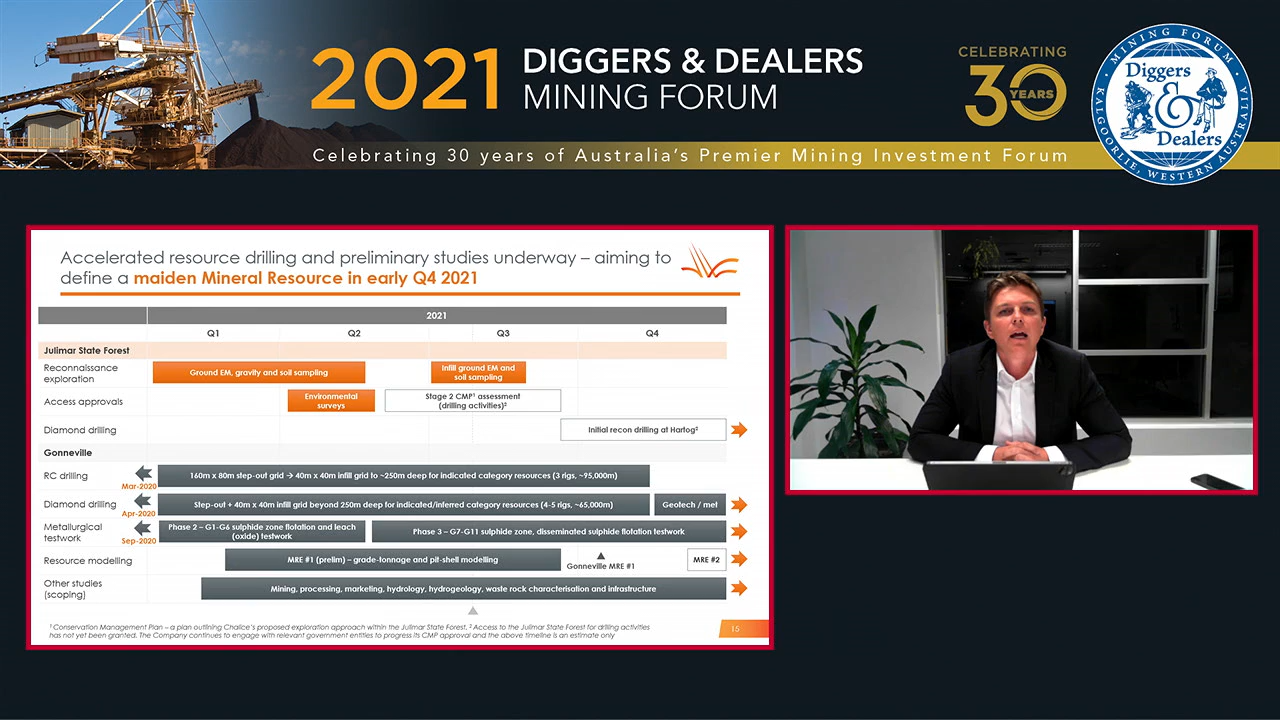 2021 DIGGERS & DEALERS
MINING FORUM
CELEBRATING
30 YEARS
MINING FORUM
Diggers
&
Dealers
KALGOORLIE, WESTERN AUSTRALIA
Celebrating 30 years of Australia's Premier Mining Investment Forum
Accelerated resource drilling and preliminary studies underway – aiming to
define a maiden Mineral Resource in early Q4 2021
2021
Q1 Q2 Q3 Q4
Julimar State Forest
Reconnaissance
exploration
Ground EM, gravity and soil sampling
Infill ground EM and
soil sampling
Access approvals
Environmental
surveys
Stage 2 CMP¹ assessment
(drilling activities)²
Diamond drilling
Initial recon drilling at Hartog²
Gonneville
RC drilling
Mar-2020
160m x 80m step-out grid → 40m x 40m infill grid to ~250m deep for indicated category resources (3 rigs, ~95,000m)
Diamond drilling
Apr-2020
Step-out + 40m x 40m infill grid beyond 250m deep for indicated/inferred category resources (4-5 rigs, ~65,000m)
Geotech / met
Metallurgical
testwork
Sep-2020
Phase 2 – G1-G6 sulphide zone flotation and leach
(oxide) testwork
Phase 3 – G7-G11 sulphide zone, disseminated sulphide flotation testwork
Resource modelling
MRE #1 (prelim) – grade-tonnage and pit-shell modelling
Gonneville MRE #1
MRE #2
Other studies
(scoping)
Mining, processing, marketing, hydrology, hydrogeology, waste rock characterisation and infrastructure
¹ Conservation Management Plan – a plan outlining Chalice's proposed exploration approach within the Julimar State Forest, ² Access to the Julimar State Forest for drilling activities
has not yet been granted. The Company continues to engage with relevant government entities to progress its CMP approval and the above timeline is an estimate only
15